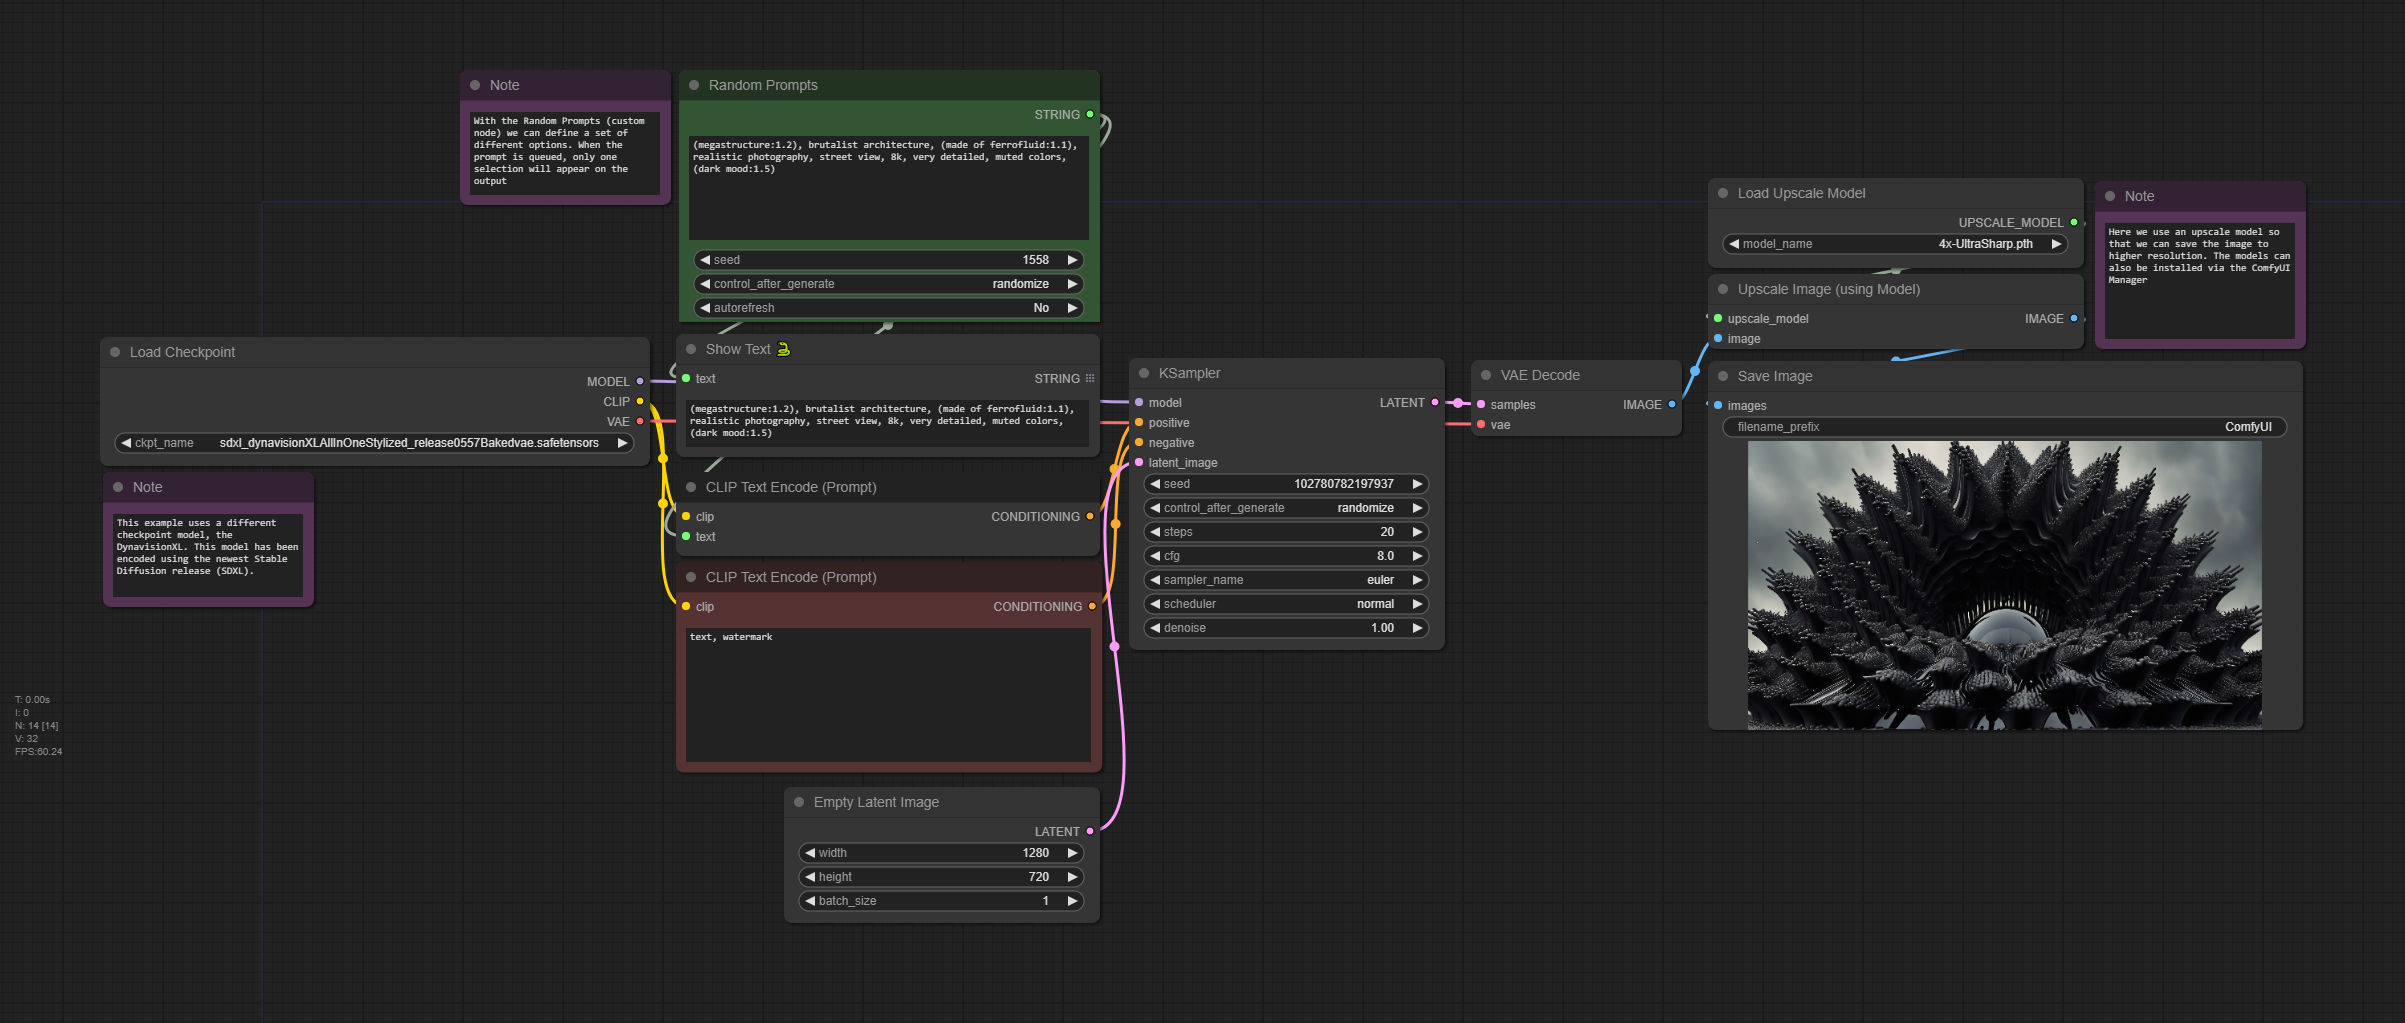 Note
With the Random Prompts (custom
node) we can define a set of
different options. When the
prompt is queued, only one
selection will appear on the
output
Random Prompts
STRING
(megastructure:1.2), brutalist architecture, (made of ferrofluid:1.1),
realistic photography, street view, 8k, very detailed, muted colors,
(dark mood:1.5)
seed 1558
control_after_generate randomize
autorefresh No
Load Checkpoint
MODEL
CLIP
VAE
ckpt_name sdxl_dynavisionXLAllInOneStylized_release0557Bakedvae.safetensors
Note
This example uses a different
checkpoint model, the
DynavisionXL. This model has been
encoded using the newest Stable
Diffusion release (SDXL).
Show Text
text STRING
(megastructure:1.2), brutalist architecture, (made of ferrofluid:1.1),
realistic photography, street view, 8k, very detailed, muted colors,
(dark mood:1.5)
CLIP Text Encode (Prompt)
clip CONDITIONING
text
CLIP Text Encode (Prompt)
clip CONDITIONING
text, watermark
Empty Latent Image
LATENT
width 1280
height 720
batch_size 1
KSampler
model LATENT
positive
negative
latent_image
seed 102780782197937
control_after_generate randomize
steps 20
cfg 8.0
sampler_name euler
scheduler normal
denoise 1.00
VAE Decode
samples IMAGE
vae
Load Upscale Model
UPSCALE_MODEL
model_name 4x-UltraSharp.pth
Note
Here we use an upscale model so
that we can save the image to
higher resolution. The models can
also be installed via the ComfyUI
Manager
Upscale Image (using Model)
upscale_model IMAGE
image
Save Image
images
filename_prefix ComfyUI
T: 0.00s
I: 0
N: 14 [14]
V: 32
FPS:60.24